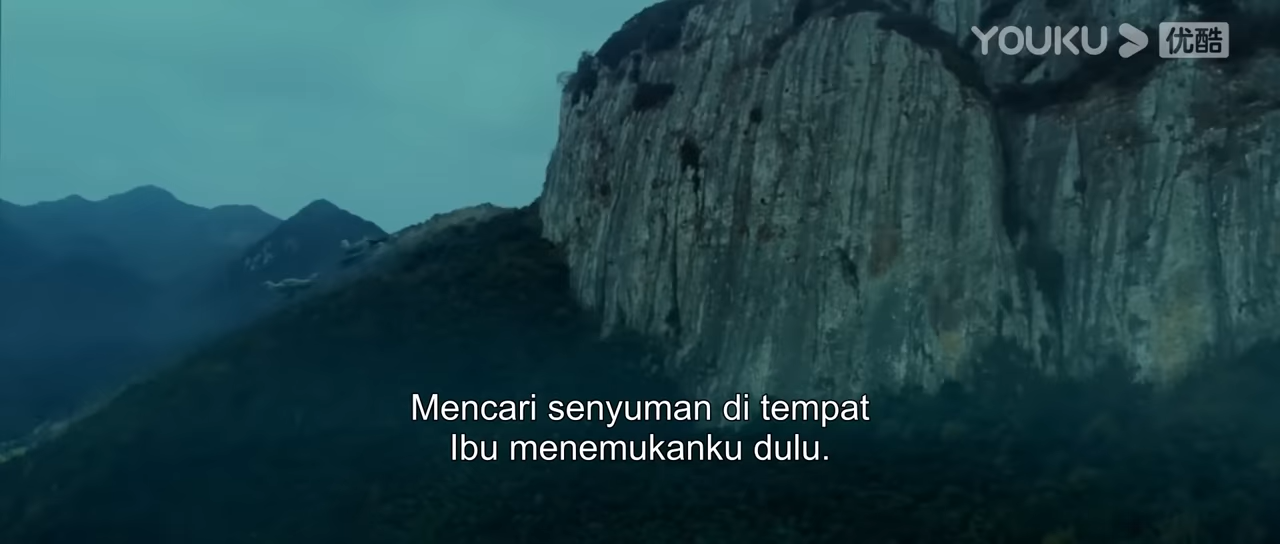 YOUKU 优酷
Mencari senyuman di tempat
Ibu menemukanku dulu.